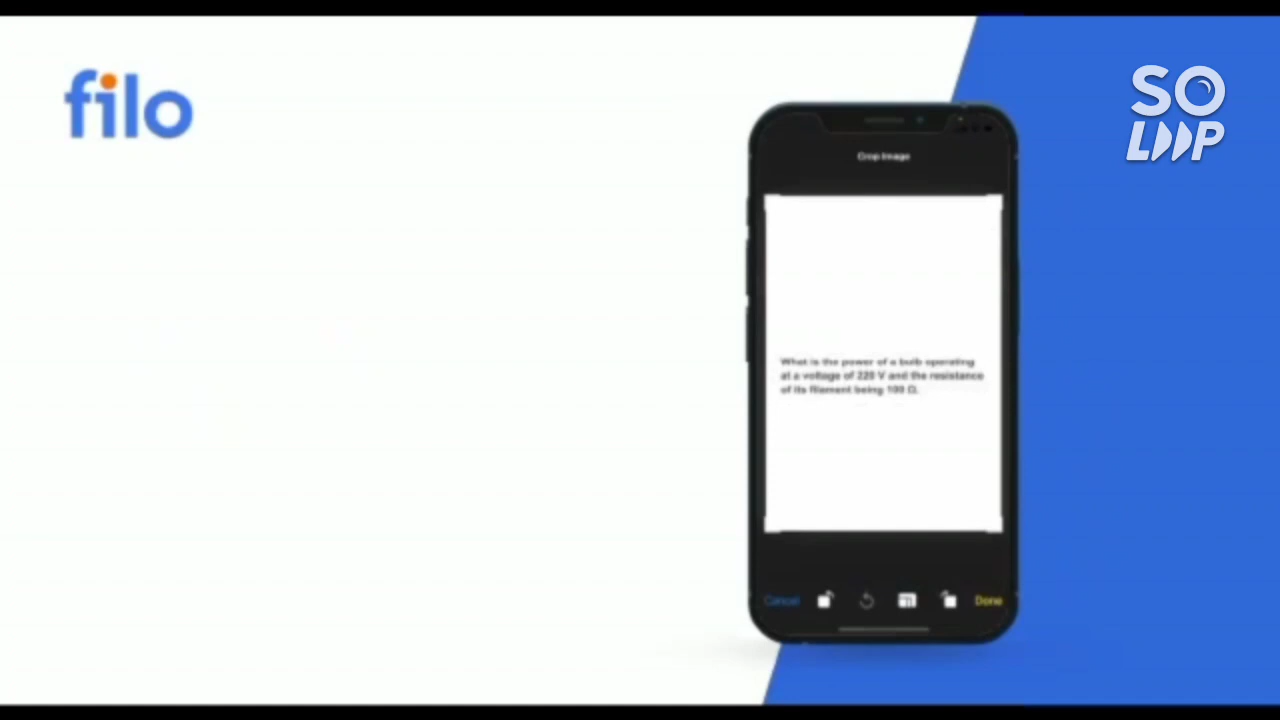 filo
SO
LOOP
Crop Image
What is the power of a bulb operating
at a voltage of 220 V and the resistance
of its filament being 100 Ω.
Cancel
Done